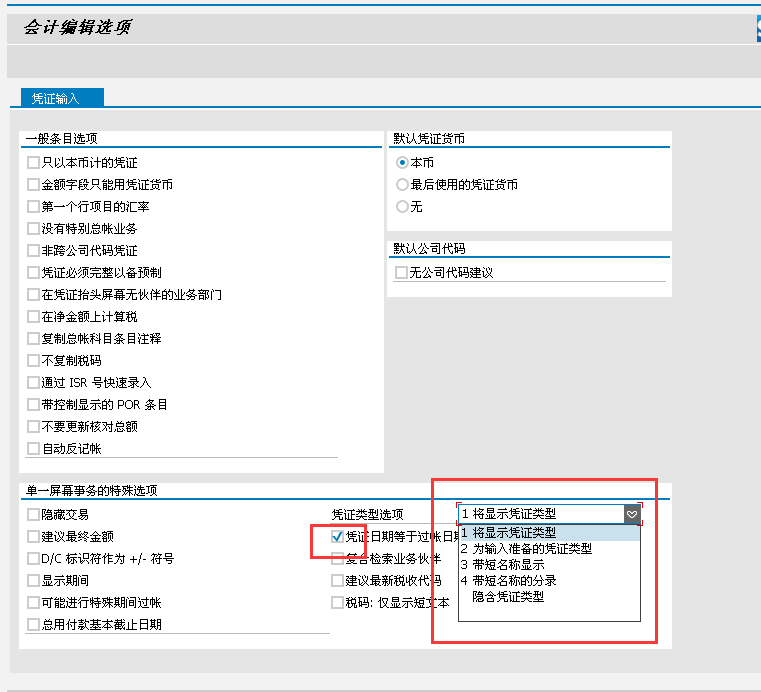 会计编辑选项
凭证输入
一般条目选项
只以本币计的凭证
金额字段只能用凭证货币
第一个行项目的汇率
没有特别总帐业务
非跨公司代码凭证
凭证必须完整以备预制
在凭证抬头屏幕无伙伴的业务部门
在净金额上计算税
复制总帐科目条目注释
不复制税码
通过 ISR 号快速录入
带控制显示的 POR 条目
不要更新核对总额
自动反记帐
默认凭证货币
本币
最后使用的凭证货币
无
默认公司代码
无公司代码建议
单一屏幕事务的特殊选项
隐藏交易
建议最终金额
D/C 标识符作为 +/- 符号
显示期间
可能进行特殊期间过帐
总用付款基本截止日期
凭证类型选项
凭证日期等于过帐日期
复合检索业务伙伴
建议最新税收代码
税码: 仅显示短文本
1 将显示凭证类型
1 将显示凭证类型
2 为输入准备的凭证类型
3 带短名称显示
4 带短名称的分录
隐含凭证类型